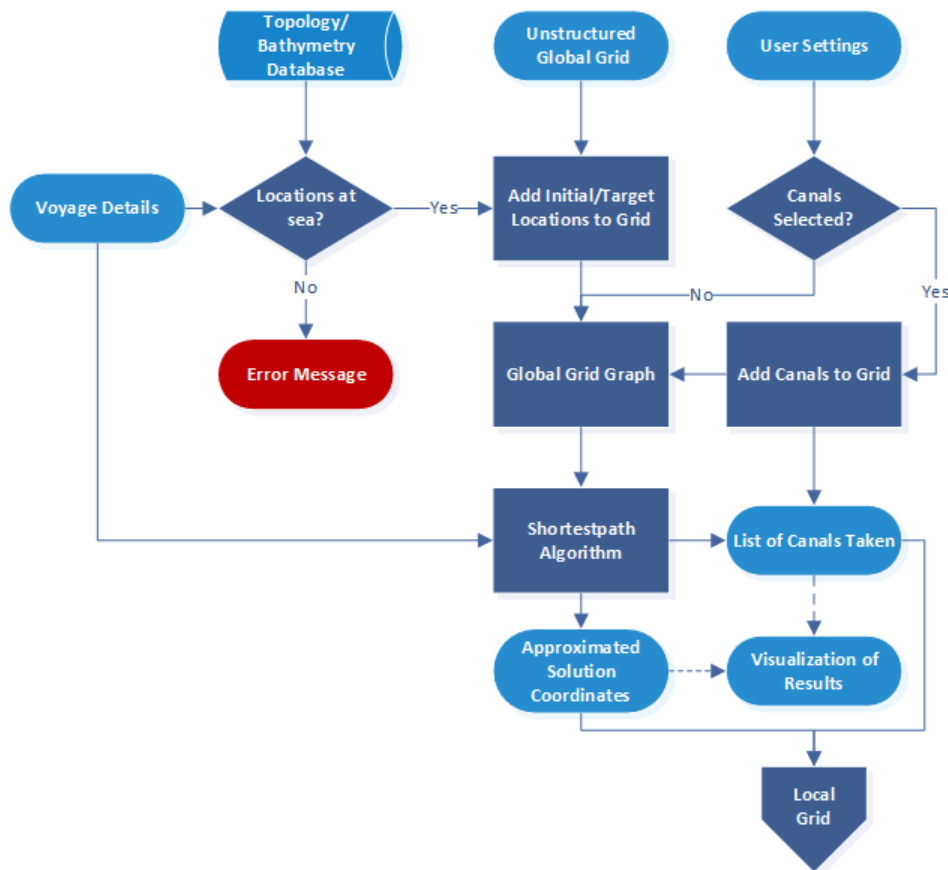 Topology/
Bathymetry
Database
Unstructured
Global Grid
User Settings
Voyage Details
Locations at
sea?
Yes
Add Initial/Target
Locations to Grid
Canals
Selected?
No
No
Yes
Error Message
Global Grid Graph
Add Canals to Grid
Shortestpath
Algorithm
List of Canals Taken
Approximated
Solution
Coordinates
Visualization of
Results
Local
Grid